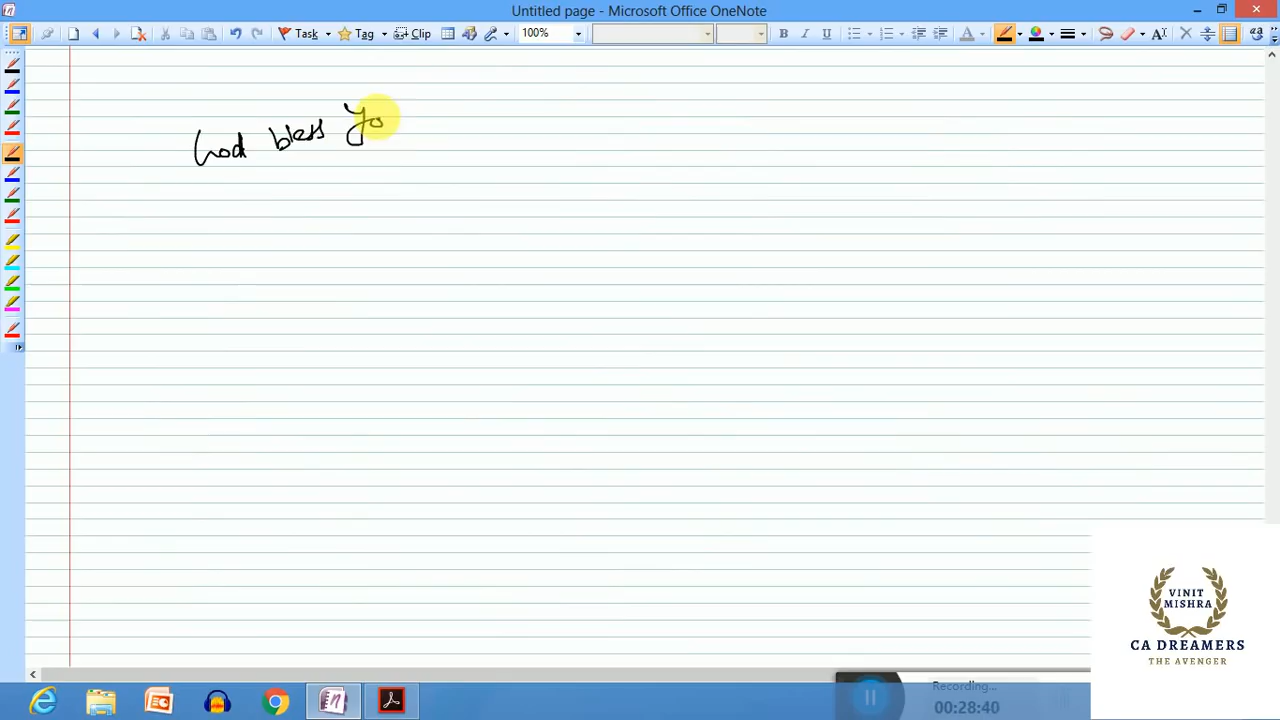 Untitled page - Microsoft Office OneNote
Task Tag Clip 100% B I U
God bless Yo
VINIT
MISHRA
CA DREAMERS
THE AVENGER
Recording...
00:28:40